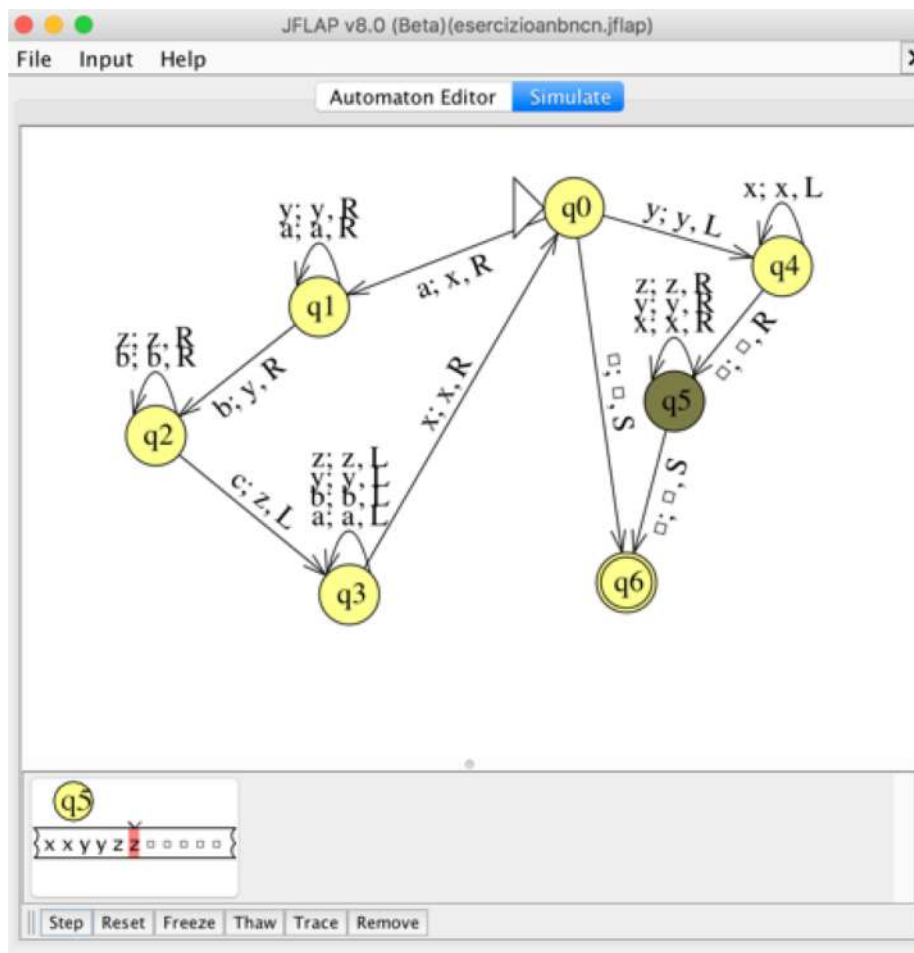 JFLAP v8.0 (Beta)(esercizioanbncn.jflap)
File Input Help
Automaton Editor Simulate
q0
x; x, L
y; y, R
a; a, R
y; y, L
q4
a; x, R
z; z, R
y; y, R
x; x, R
q1
z; z, R
b; b, R
b; y, R
x; x, R
□; □, S
□; □, R
q5
q2
c; z, L
z; z, L
y; y, L
b; b, L
a; a, L
□; □, S
q6
q3
q5
x x y y z z □ □ □ □ □
Step Reset Freeze Thaw Trace Remove